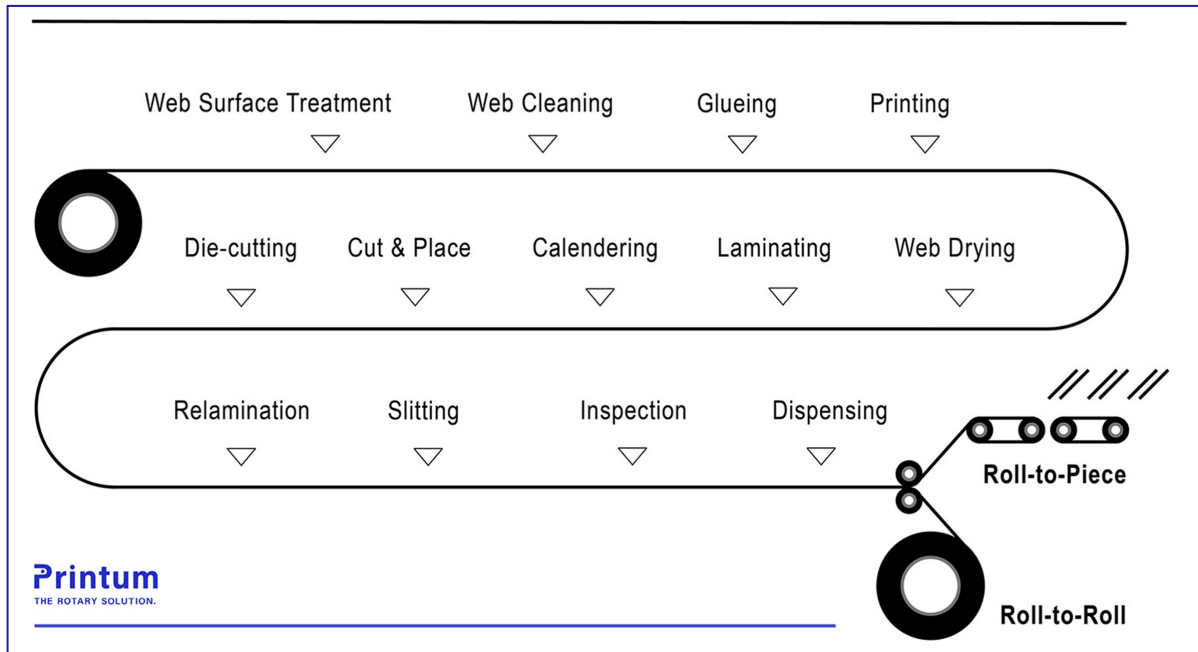 Web Surface Treatment
Web Cleaning
Glueing
Printing
Die-cutting
Cut & Place
Calendering
Laminating
Web Drying
Relamination
Slitting
Inspection
Dispensing
Roll-to-Piece
Printum
THE ROTARY SOLUTION.
Roll-to-Roll